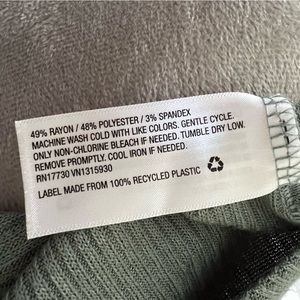 49% RAYON / 48% POLYESTER / 3% SPANDEX
MACHINE WASH COLD WITH LIKE COLORS. GENTLE CYCLE.
ONLY NON-CHLORINE BLEACH IF NEEDED. TUMBLE DRY LOW.
REMOVE PROMPTLY. COOL IRON IF NEEDED.
RN17730 VN1315930
LABEL MADE FROM 100% RECYCLED PLASTIC